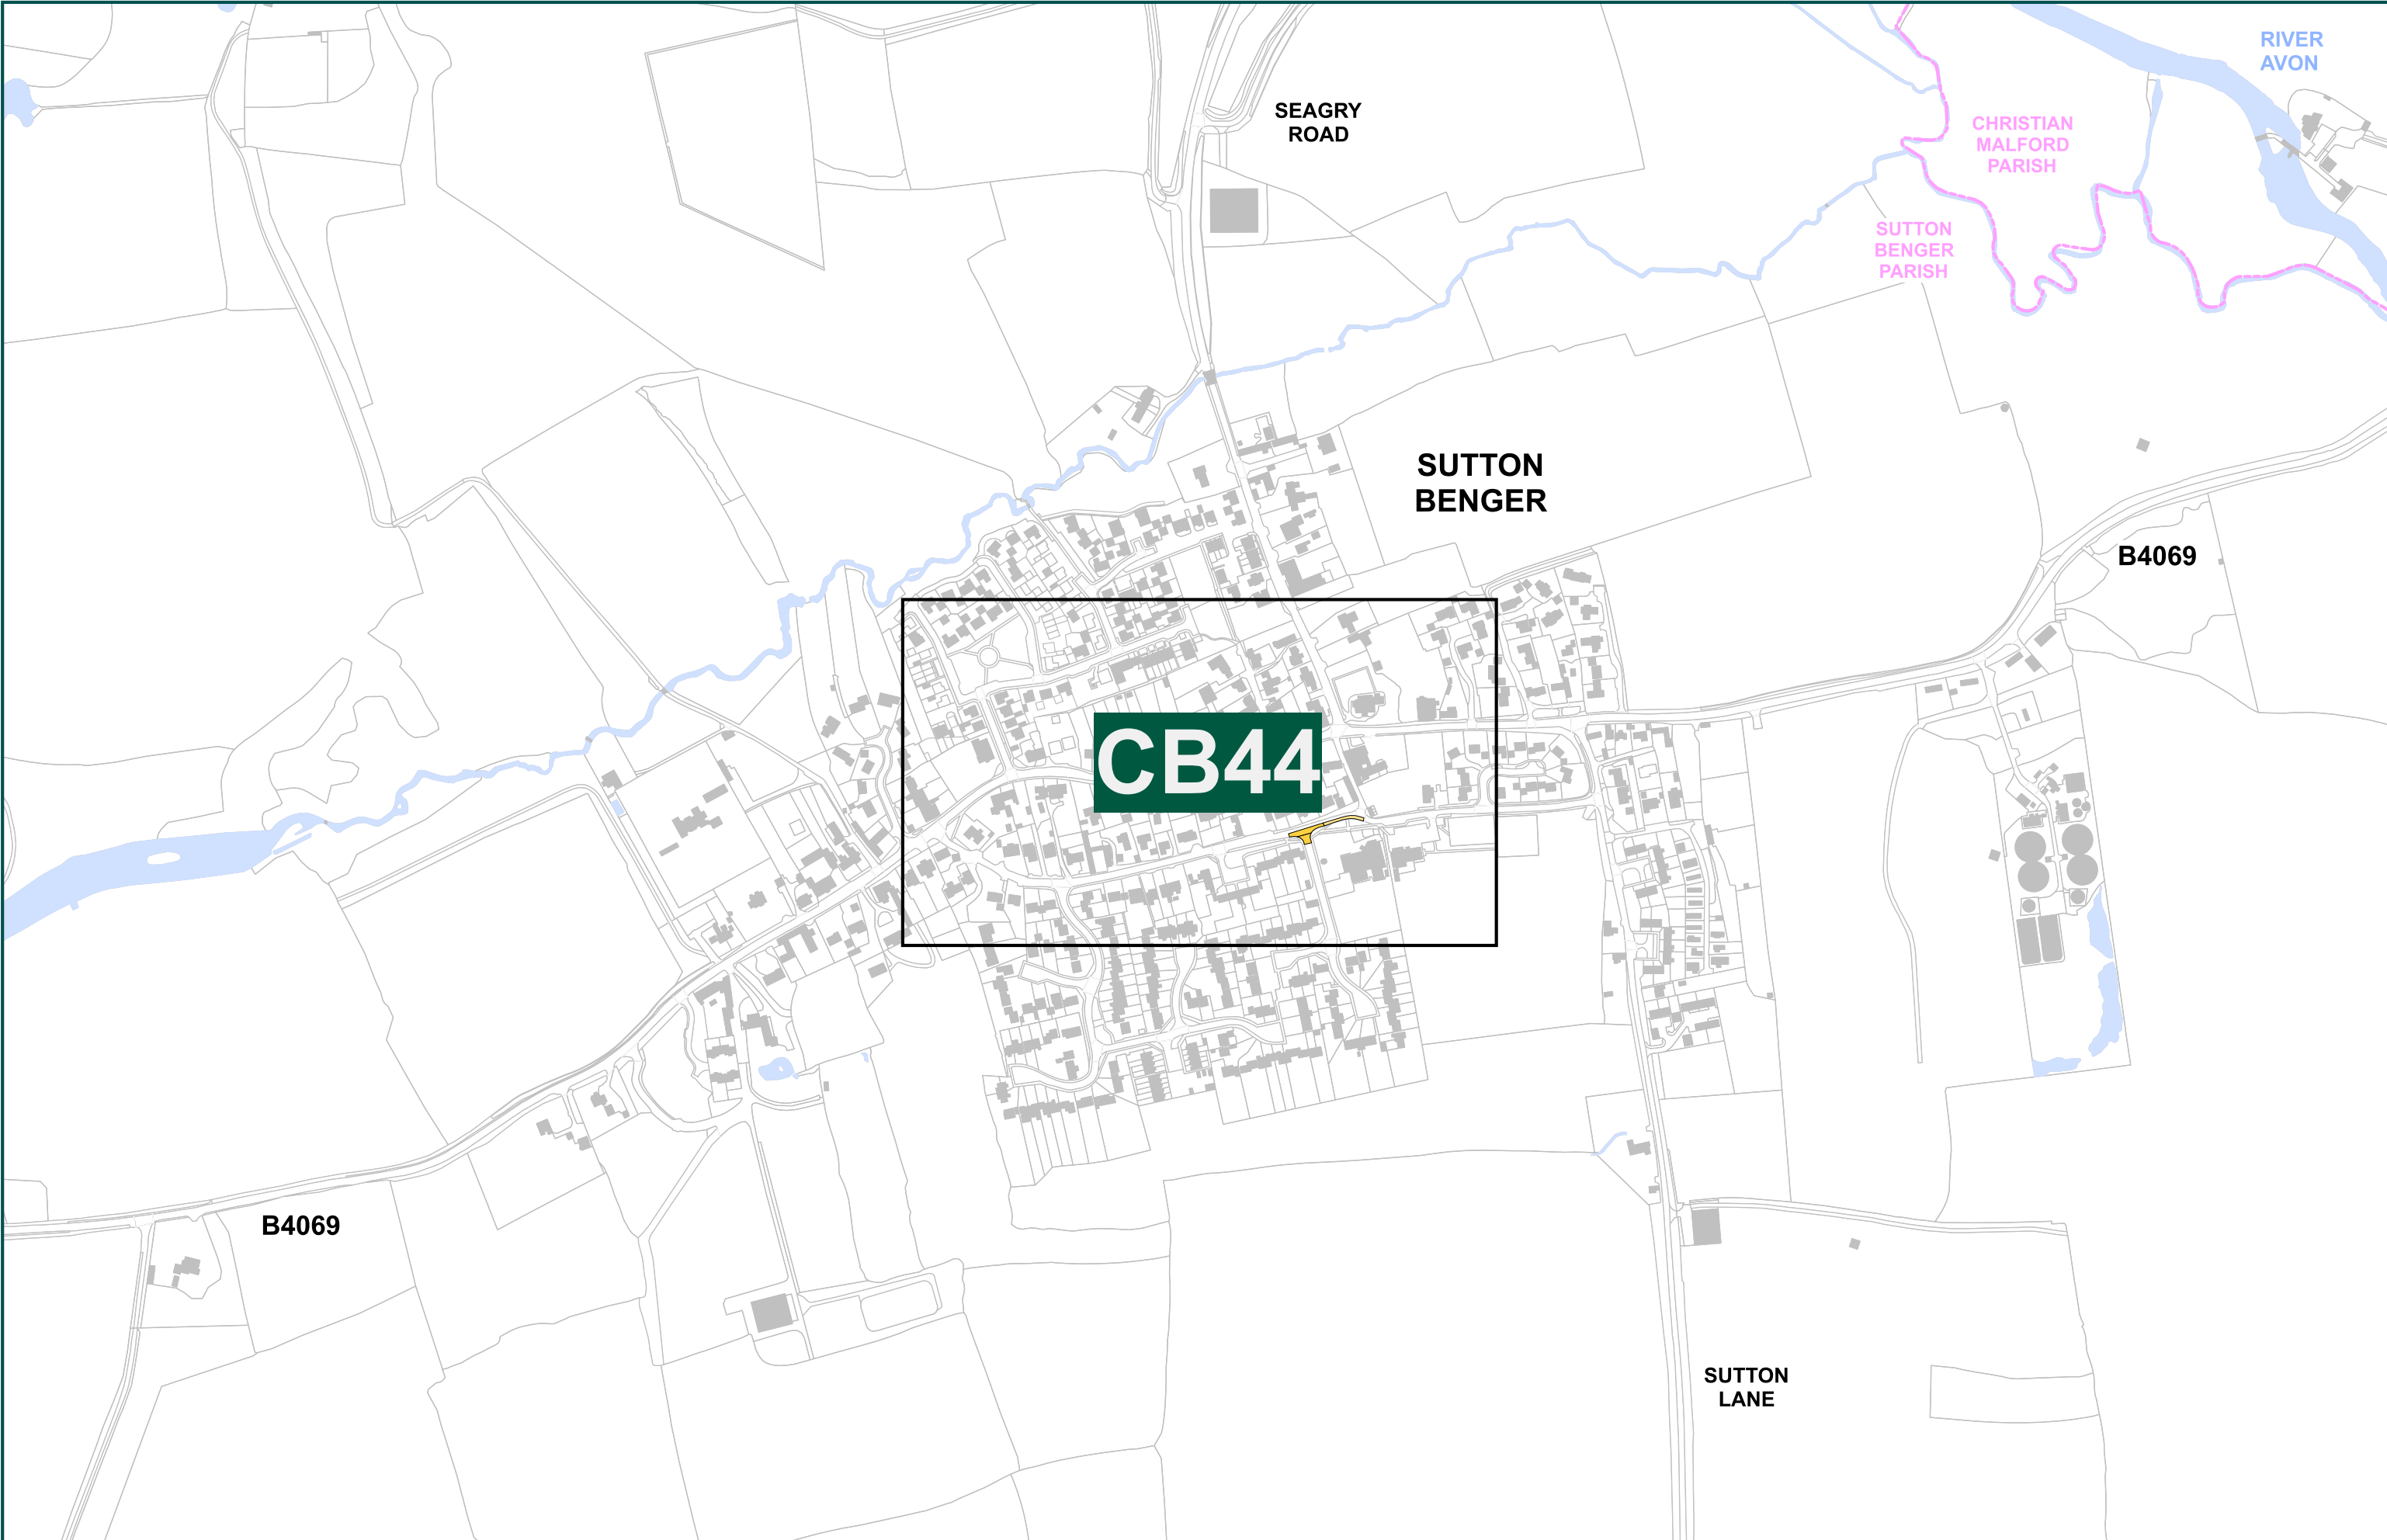 RIVER
AVON
SEAGRY
ROAD
CHRISTIAN
MALFORD
PARISH
SUTTON
BENGER
PARISH
SUTTON
BENGER
B4069
CB44
B4069
SUTTON
LANE